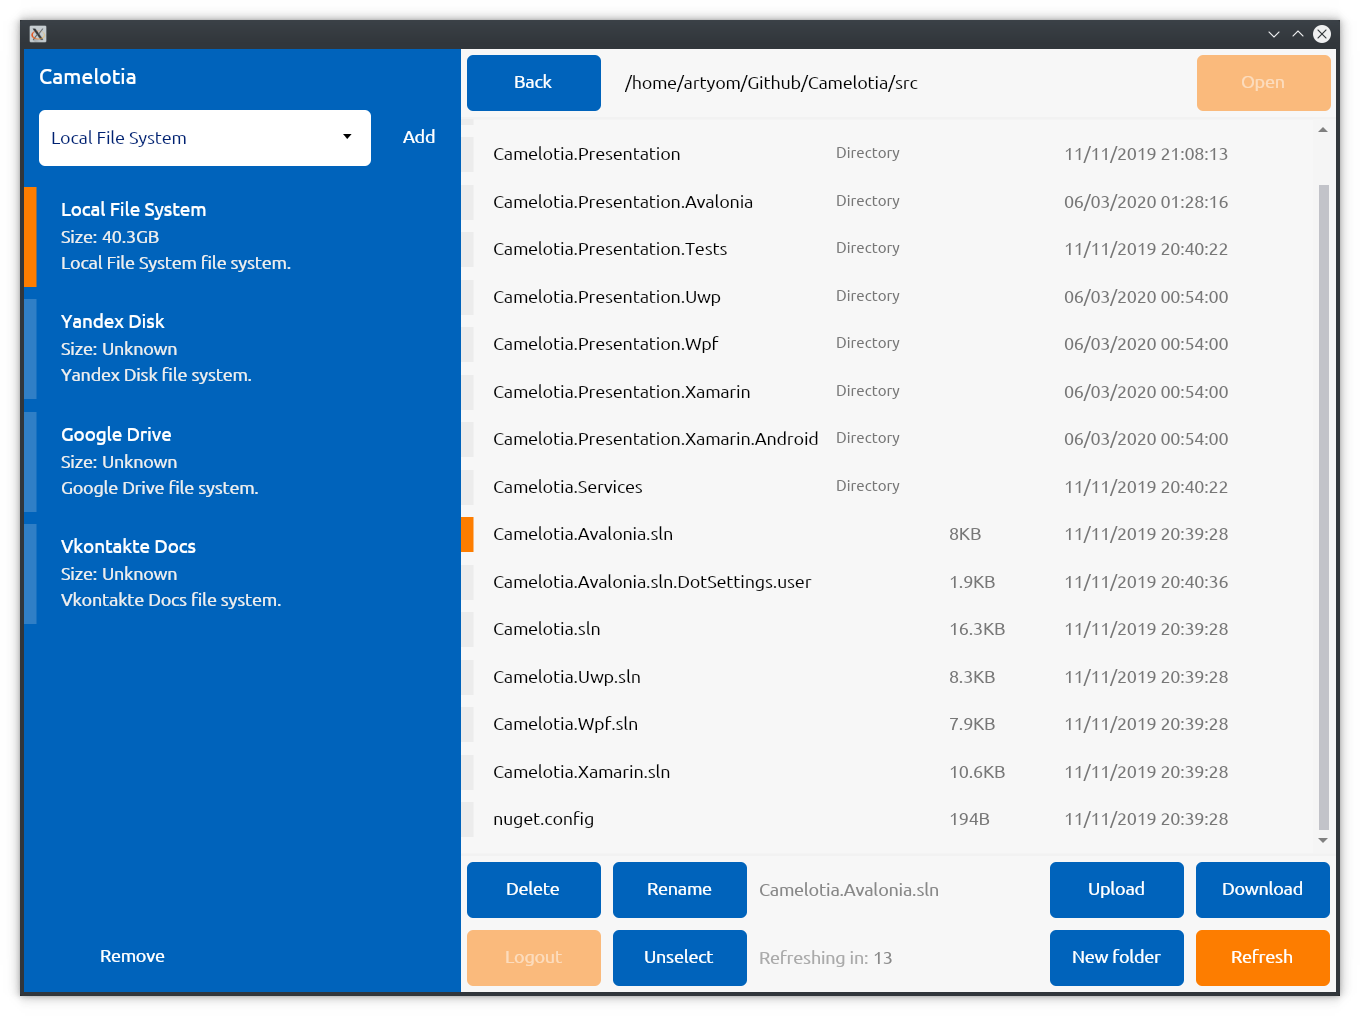 Camelotia
Local File System
Add
Local File System
Size: 40.3GB
Local File System file system.
Yandex Disk
Size: Unknown
Yandex Disk file system.
Google Drive
Size: Unknown
Google Drive file system.
Vkontakte Docs
Size: Unknown
Vkontakte Docs file system.
Remove
Back /home/artyom/Github/Camelotia/src Open
Camelotia.Presentation Directory 11/11/2019 21:08:13
Camelotia.Presentation.Avalonia Directory 06/03/2020 01:28:16
Camelotia.Presentation.Tests Directory 11/11/2019 20:40:22
Camelotia.Presentation.Uwp Directory 06/03/2020 00:54:00
Camelotia.Presentation.Wpf Directory 06/03/2020 00:54:00
Camelotia.Presentation.Xamarin Directory 06/03/2020 00:54:00
Camelotia.Presentation.Xamarin.Android Directory 06/03/2020 00:54:00
Camelotia.Services Directory 11/11/2019 20:40:22
Camelotia.Avalonia.sln 8KB 11/11/2019 20:39:28
Camelotia.Avalonia.sln.DotSettings.user 1.9KB 11/11/2019 20:40:36
Camelotia.sln 16.3KB 11/11/2019 20:39:28
Camelotia.Uwp.sln 8.3KB 11/11/2019 20:39:28
Camelotia.Wpf.sln 7.9KB 11/11/2019 20:39:28
Camelotia.Xamarin.sln 10.6KB 11/11/2019 20:39:28
nuget.config 194B 11/11/2019 20:39:28
Delete Rename Camelotia.Avalonia.sln Upload Download
Logout Unselect Refreshing in: 13 New folder Refresh